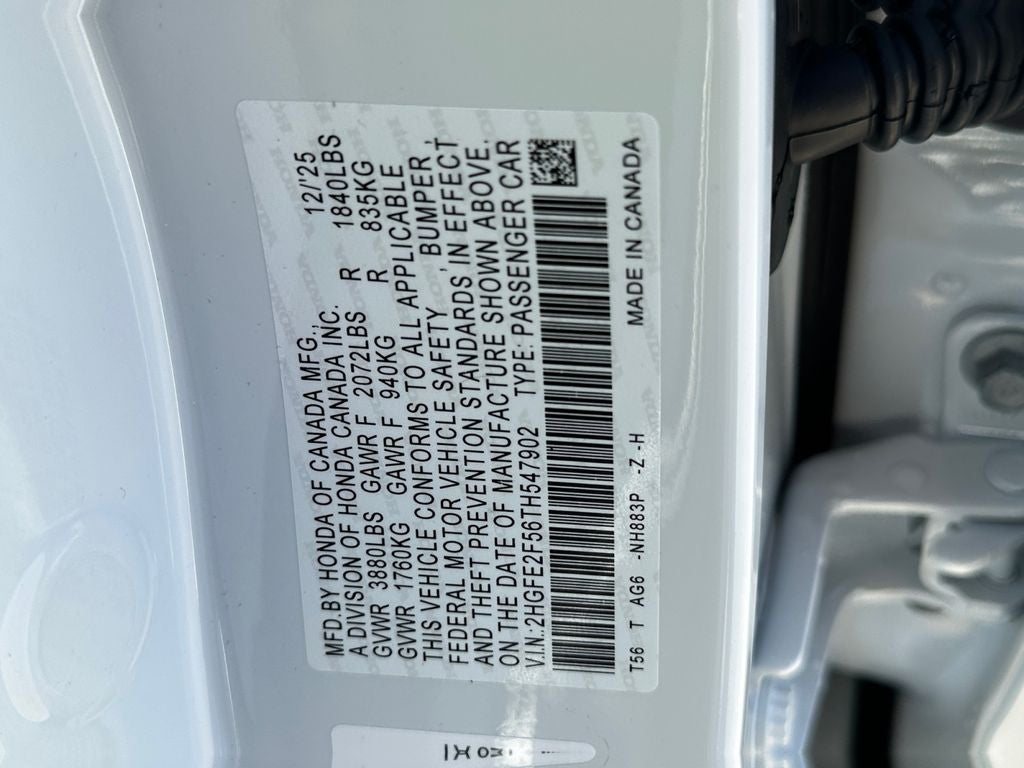 MFD.BY HONDA OF CANADA MFG., 12/'25
A DIVISION OF HONDA CANADA INC.
GVWR 3880LBS GAWR F 2072LBS R 1840LBS
GVWR 1760KG GAWR F 940KG R 835KG
THIS VEHICLE CONFORMS TO ALL APPLICABLE
FEDERAL MOTOR VEHICLE SAFETY, BUMPER,
AND THEFT PREVENTION STANDARDS IN EFFECT
ON THE DATE OF MANUFACTURE SHOWN ABOVE.
V.I.N.:2HGFE2F56TH547902 TYPE: PASSENGER CAR
T56 T AG6 -NH883P -Z.-H MADE IN CANADA